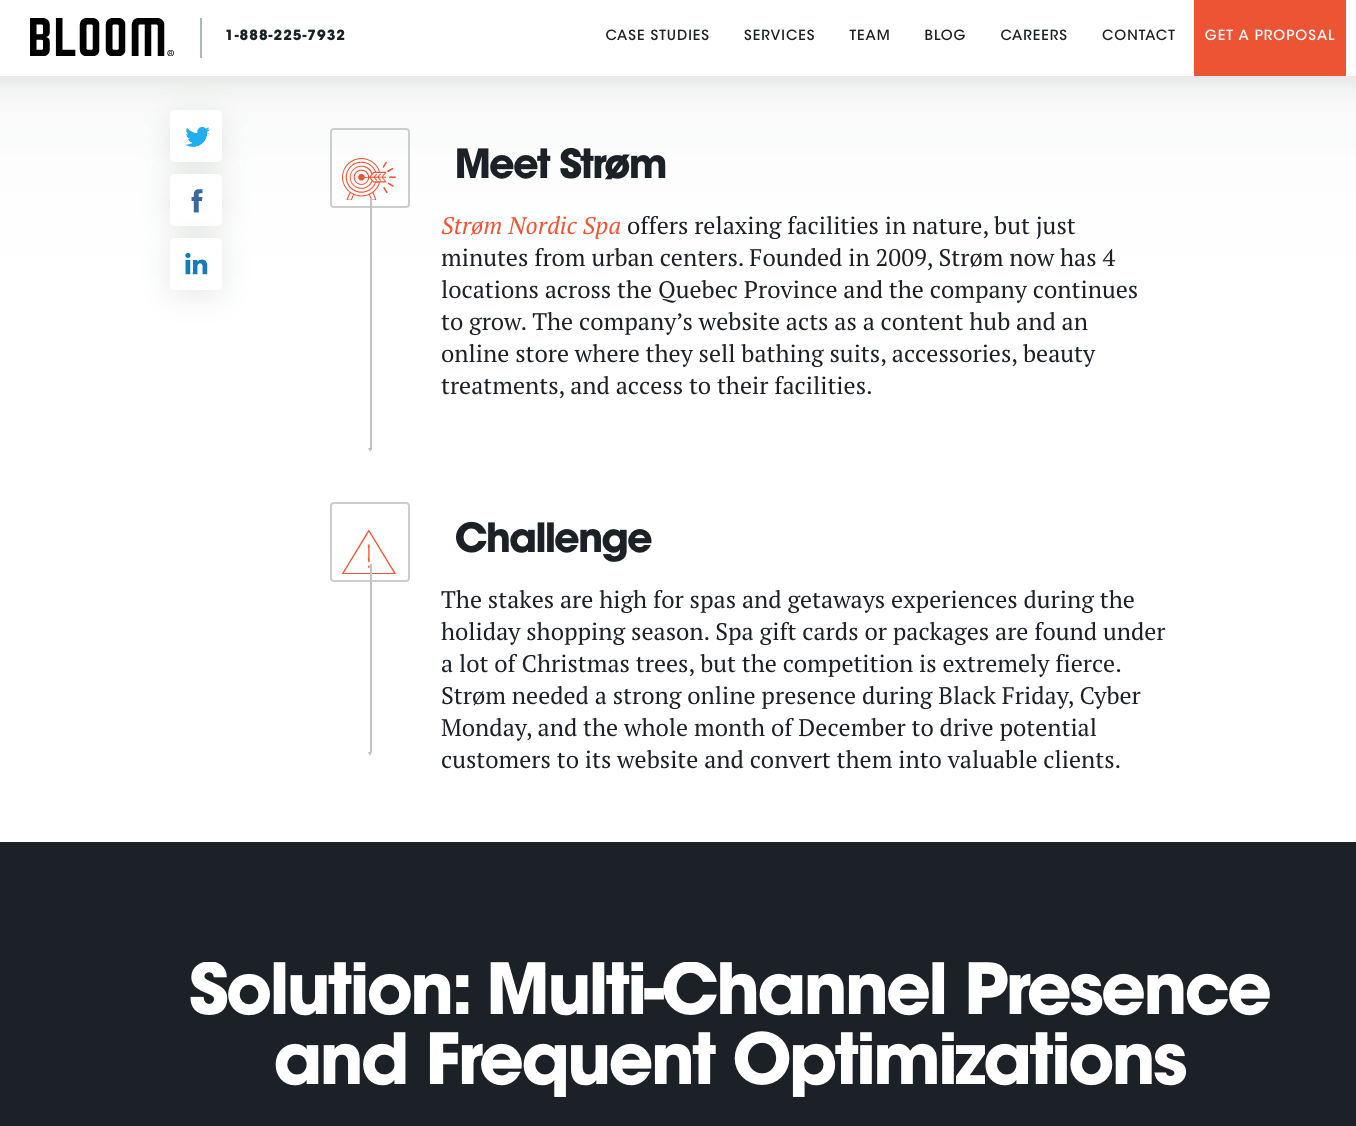 BLOOM®
1-888-225-7932
CASE STUDIES
SERVICES
TEAM
BLOG
CAREERS
CONTACT
GET A PROPOSAL
Meet Strøm
Strøm Nordic Spa offers relaxing facilities in nature, but just
minutes from urban centers. Founded in 2009, Strøm now has 4
locations across the Quebec Province and the company continues
to grow. The company’s website acts as a content hub and an
online store where they sell bathing suits, accessories, beauty
treatments, and access to their facilities.
Challenge
The stakes are high for spas and getaways experiences during the
holiday shopping season. Spa gift cards or packages are found under
a lot of Christmas trees, but the competition is extremely fierce.
Strøm needed a strong online presence during Black Friday, Cyber
Monday, and the whole month of December to drive potential
customers to its website and convert them into valuable clients.
Solution: Multi-Channel Presence
and Frequent Optimizations